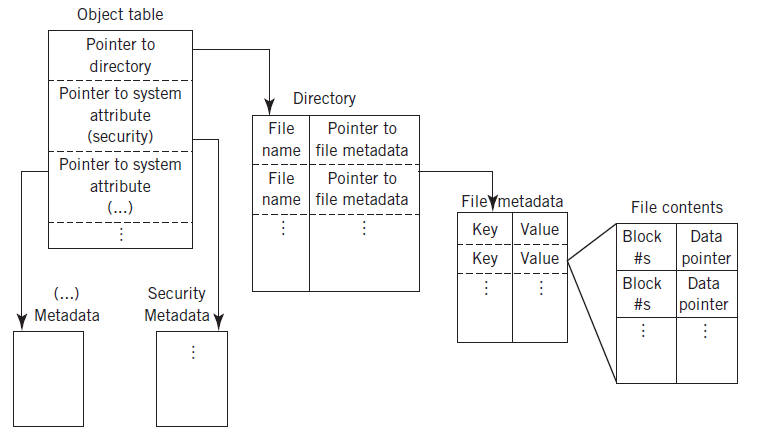 Object table
Pointer to
directory
Pointer to system
attribute
(security)
Pointer to system
attribute
(...)
⋮
Directory
File
name
Pointer to
file metadata
File
name
Pointer to
file metadata
⋮ ⋮
File metadata
Key Value
Key Value
⋮ ⋮
File contents
Block
#s
Data
pointer
Block
#s
Data
pointer
⋮ ⋮
(...)
Metadata
Security
Metadata
⋮